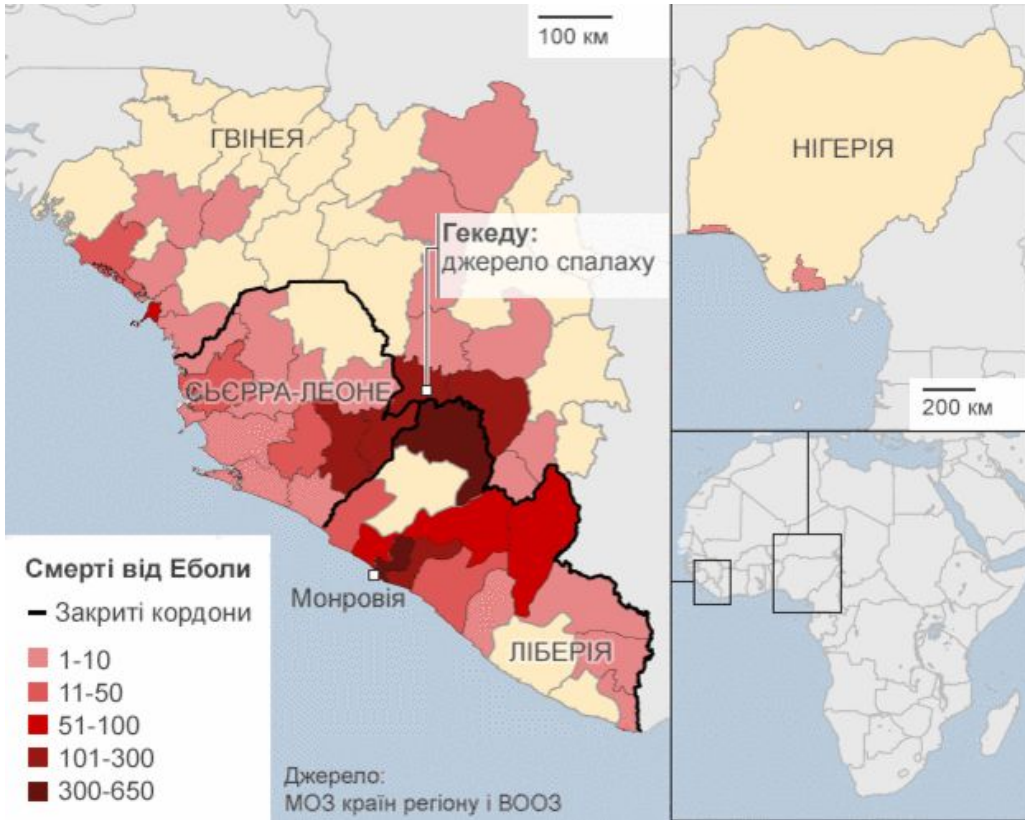 100 км
ГВІНЕЯ
Гекеду:
джерело спалаху
СЬЄРРА-ЛЕОНЕ
Монровія
ЛІБЕРІЯ
Смерті від Еболи
Закриті кордони
1-10
11-50
51-100
101-300
300-650
Джерело:
МОЗ країн регіону і ВООЗ
НІГЕРІЯ
200 км